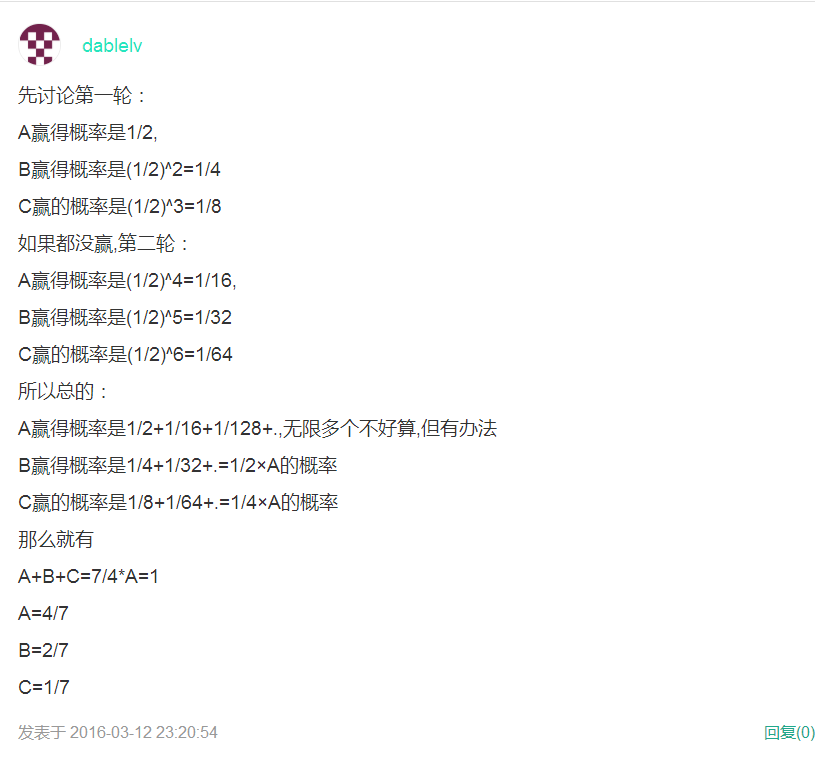 dablelv
先讨论第一轮：
A赢得概率是1/2,
B赢得概率是(1/2)^2=1/4
C赢的概率是(1/2)^3=1/8
如果都没赢,第二轮：
A赢得概率是(1/2)^4=1/16,
B赢得概率是(1/2)^5=1/32
C赢的概率是(1/2)^6=1/64
所以总的：
A赢得概率是1/2+1/16+1/128+.,无限多个不好算,但有办法
B赢得概率是1/4+1/32+.=1/2×A的概率
C赢的概率是1/8+1/64+.=1/4×A的概率
那么就有
A+B+C=7/4*A=1
A=4/7
B=2/7
C=1/7
发表于 2016-03-12 23:20:54 回复(0)